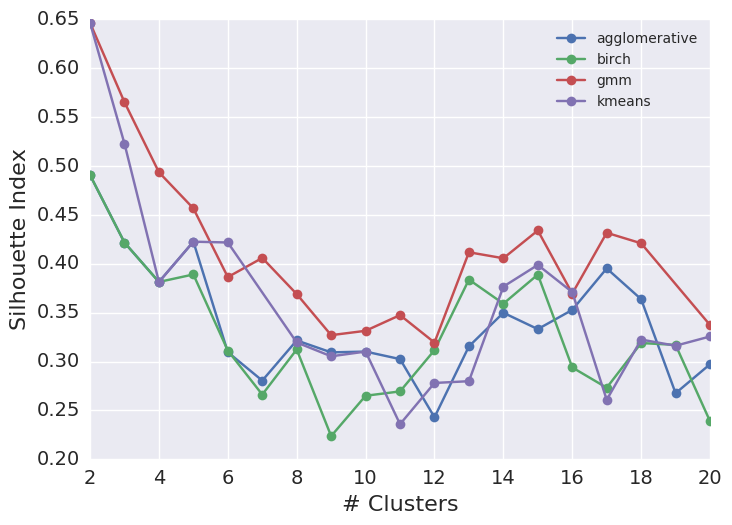 0.65
0.60
0.55
0.50
0.45
0.40
0.35
0.30
0.25
0.20
Silhouette Index
agglomerative
birch
gmm
kmeans
2 4 6 8 10 12 14 16 18 20
# Clusters